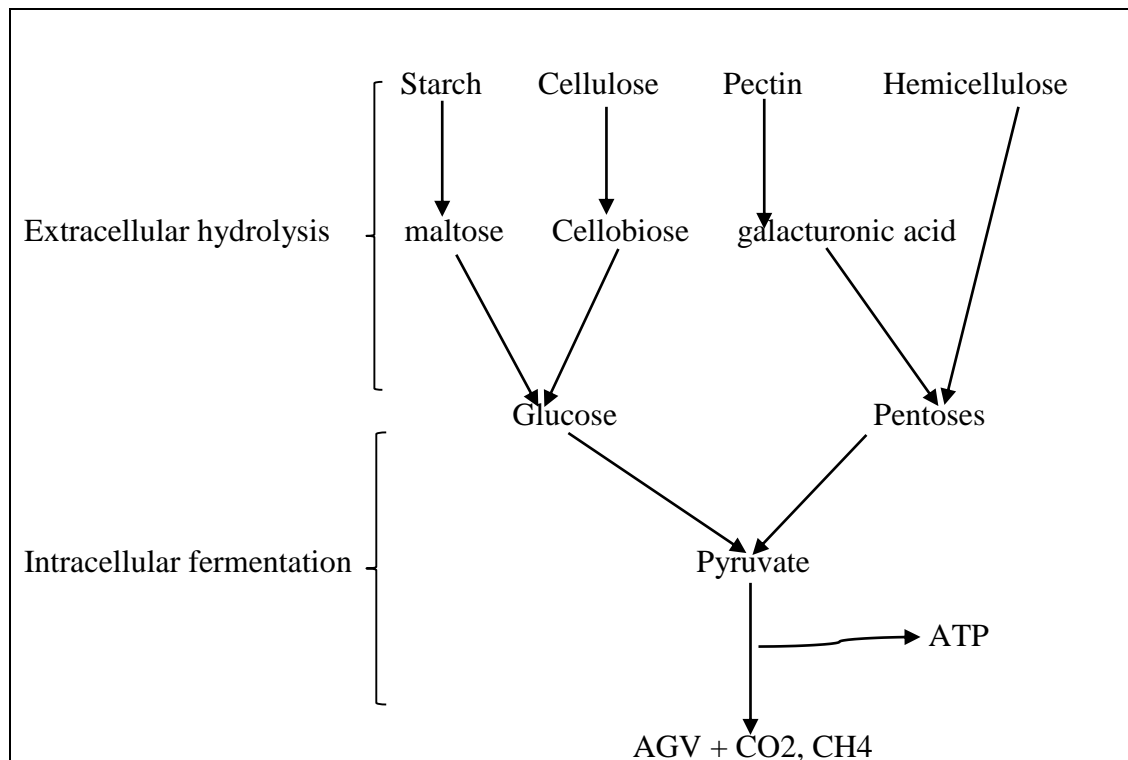 Starch Cellulose Pectin Hemicellulose
Extracellular hydrolysis maltose Cellobiose galacturonic acid
Glucose Pentoses
Intracellular fermentation Pyruvate
ATP
AGV + CO2, CH4